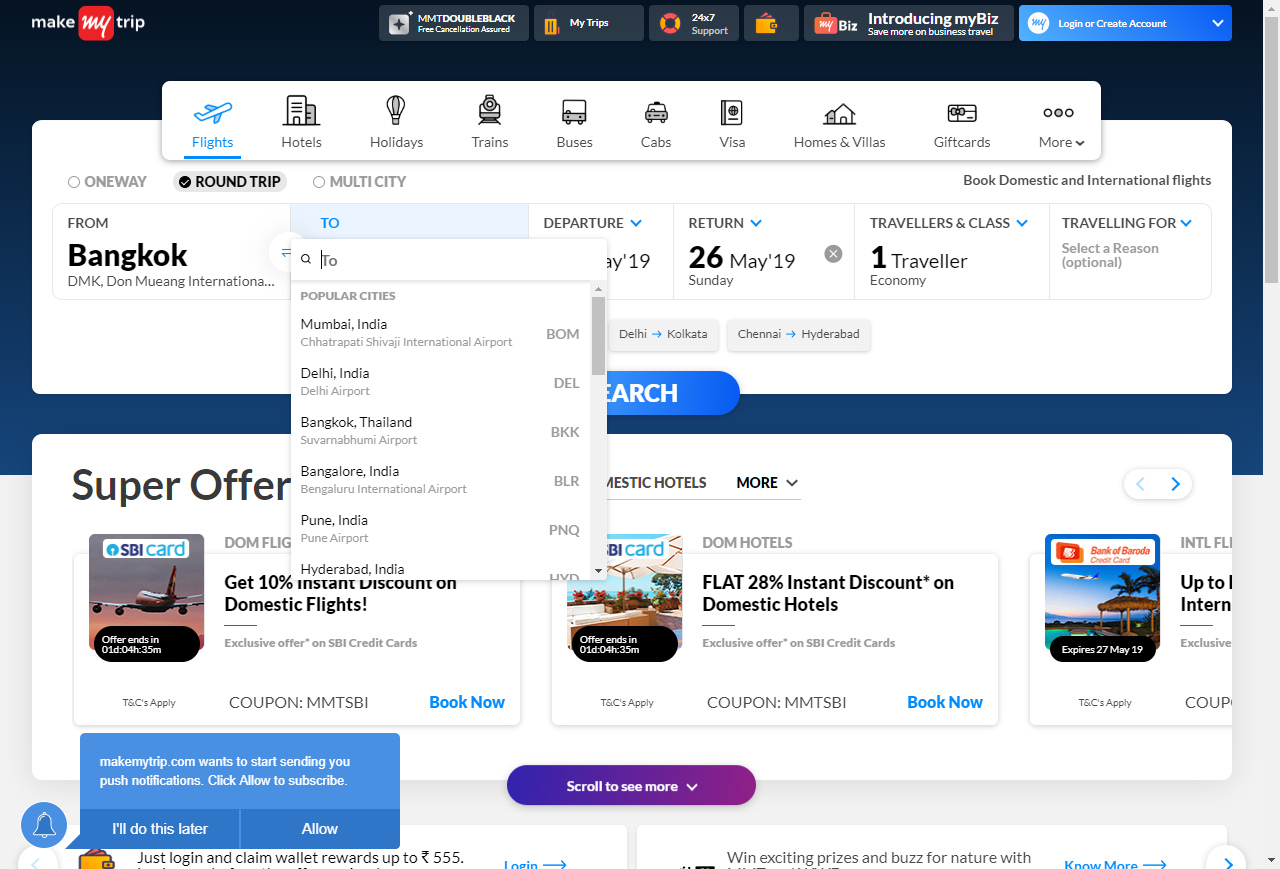 make my trip
MMTDOUBLEBLACK
Free Cancellation Assured
My Trips
24x7
Support
my Biz
Introducing myBiz
Save more on business travel
my
Login or Create Account
Flights
Hotels
Holidays
Trains
Buses
Cabs
Visa
Homes & Villas
Giftcards
More
ONEWAY
ROUND TRIP
MULTI CITY
Book Domestic and International flights
FROM
Bangkok
DMK, Don Mueang Internationa...
TO
To
DEPARTURE
ay'19
RETURN
26 May'19
Sunday
TRAVELLERS & CLASS
1 Traveller
Economy
TRAVELLING FOR
Select a Reason
(optional)
POPULAR CITIES
Mumbai, India
Chhatrapati Shivaji International Airport
BOM
Delhi, India
Delhi Airport
DEL
Bangkok, Thailand
Suvarnabhumi Airport
BKK
Bangalore, India
Bengaluru International Airport
BLR
Pune, India
Pune Airport
PNQ
Hyderabad, India
HYD
Delhi → Kolkata
Chennai → Hyderabad
EARCH
Super Offer
MESTIC HOTELS
MORE
SBI card
Offer ends in
01d:04h:35m
DOM FLIG
Get 10% Instant Discount on
Domestic Flights!
Exclusive offer* on SBI Credit Cards
T&C's Apply
COUPON: MMTSBI
Book Now
SBI card
Offer ends in
01d:04h:35m
DOM HOTELS
FLAT 28% Instant Discount* on
Domestic Hotels
Exclusive offer* on SBI Credit Cards
T&C's Apply
COUPON: MMTSBI
Book Now
Bank of Baroda
Credit Card
Expires 27 May 19
INTL FLI
Up to
Intern
Exclusive
T&C's Apply
COUPO
makemytrip.com wants to start sending you
push notifications. Click Allow to subscribe.
I'll do this later
Allow
Scroll to see more
Just login and claim wallet rewards up to ₹ 555.
Login
Win exciting prizes and buzz for nature with
Know More